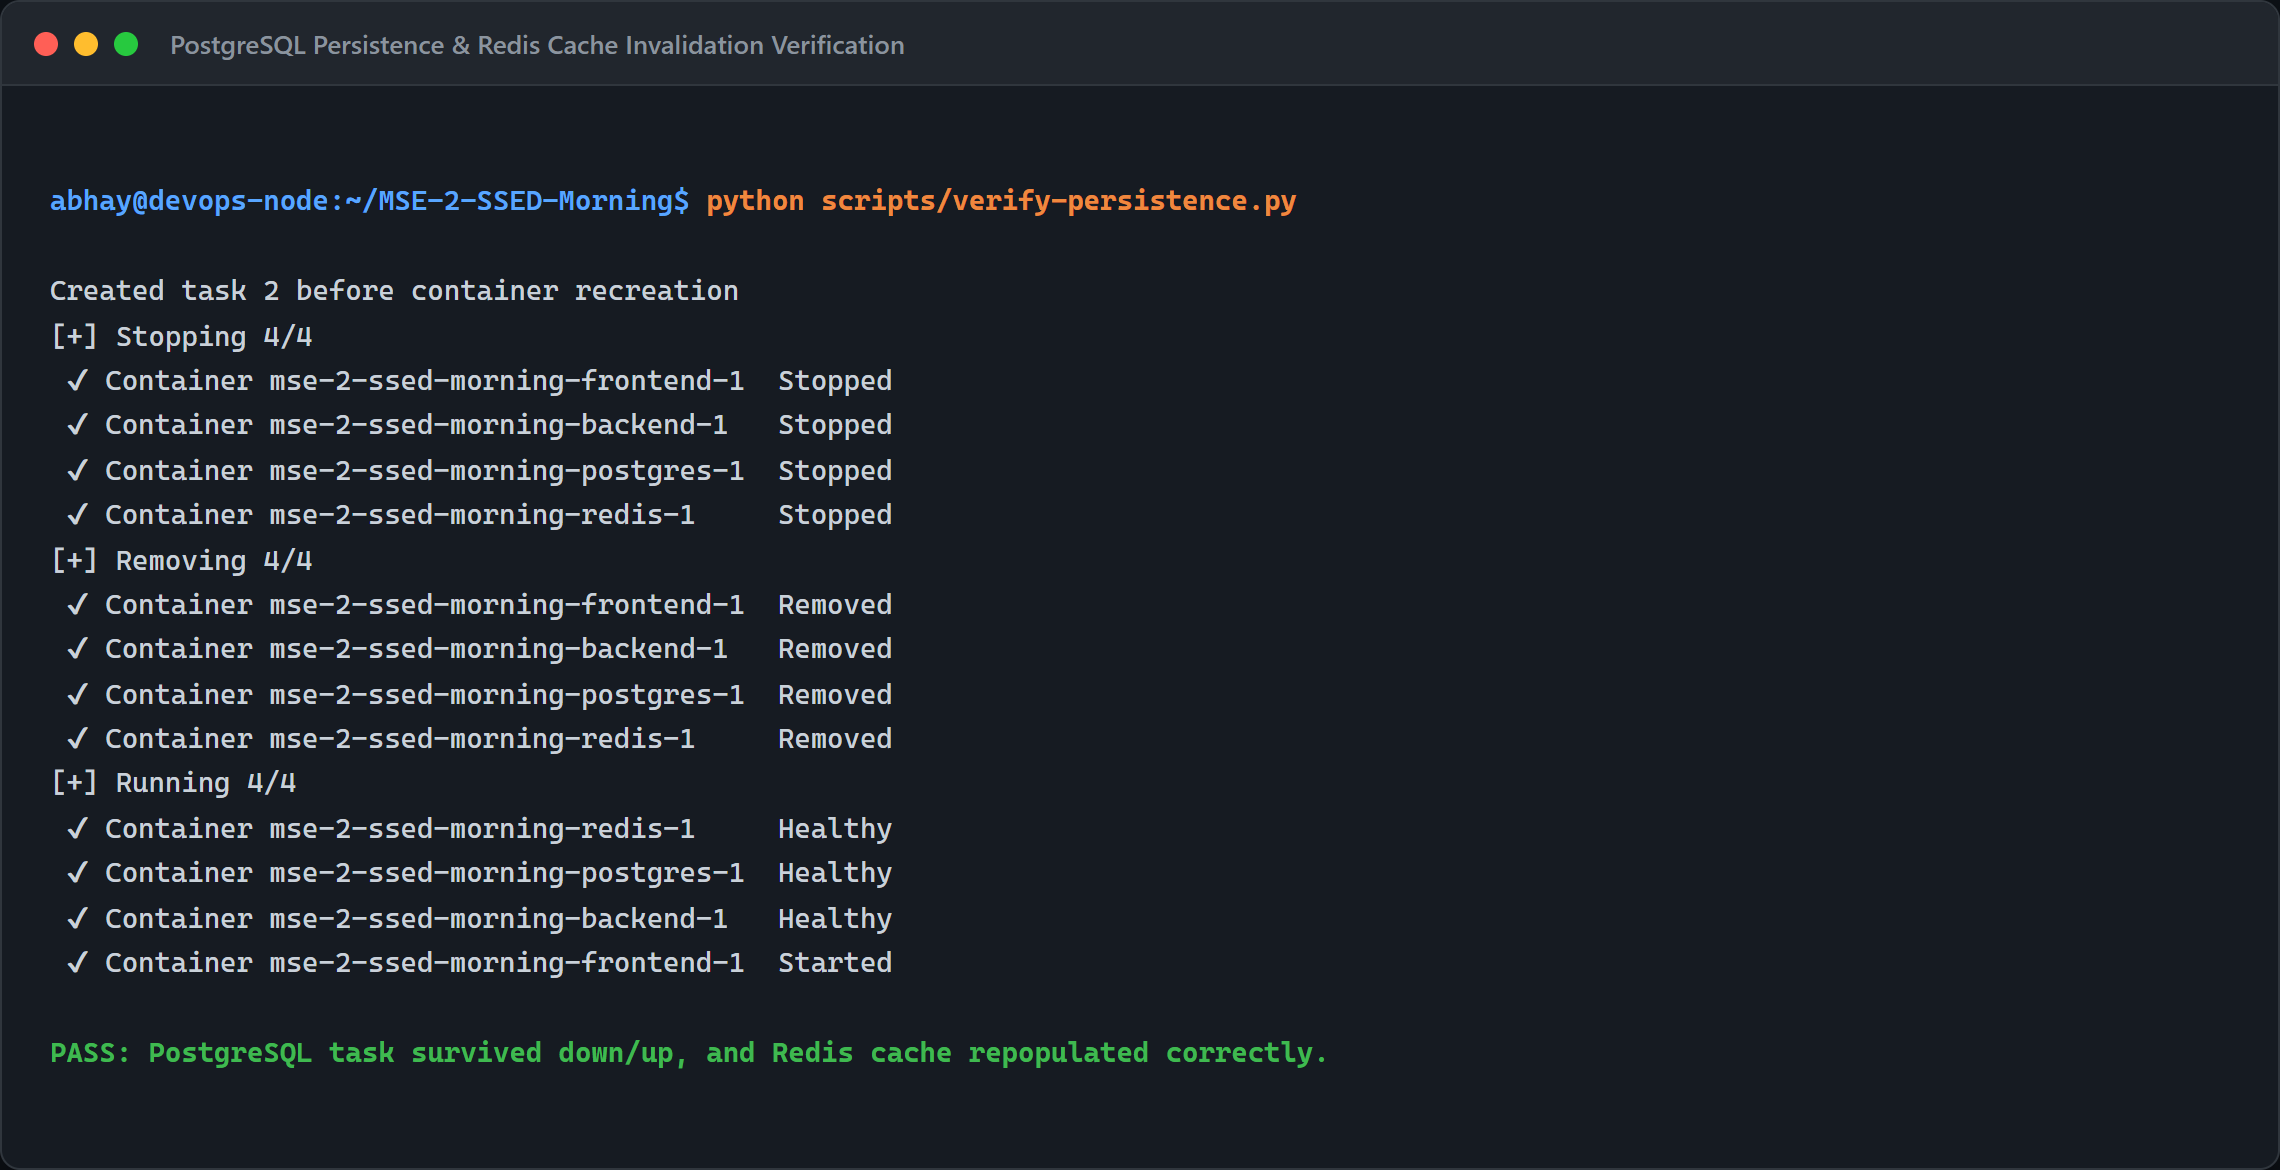 PostgreSQL Persistence & Redis Cache Invalidation Verification
abhay@devops-node:~/MSE-2-SSED-Morning$ python scripts/verify-persistence.py
Created task 2 before container recreation
[+] Stopping 4/4
✓ Container mse-2-ssed-morning-frontend-1  Stopped
✓ Container mse-2-ssed-morning-backend-1   Stopped
✓ Container mse-2-ssed-morning-postgres-1  Stopped
✓ Container mse-2-ssed-morning-redis-1     Stopped
[+] Removing 4/4
✓ Container mse-2-ssed-morning-frontend-1  Removed
✓ Container mse-2-ssed-morning-backend-1   Removed
✓ Container mse-2-ssed-morning-postgres-1  Removed
✓ Container mse-2-ssed-morning-redis-1     Removed
[+] Running 4/4
✓ Container mse-2-ssed-morning-redis-1     Healthy
✓ Container mse-2-ssed-morning-postgres-1  Healthy
✓ Container mse-2-ssed-morning-backend-1   Healthy
✓ Container mse-2-ssed-morning-frontend-1  Started
PASS: PostgreSQL task survived down/up, and Redis cache repopulated correctly.